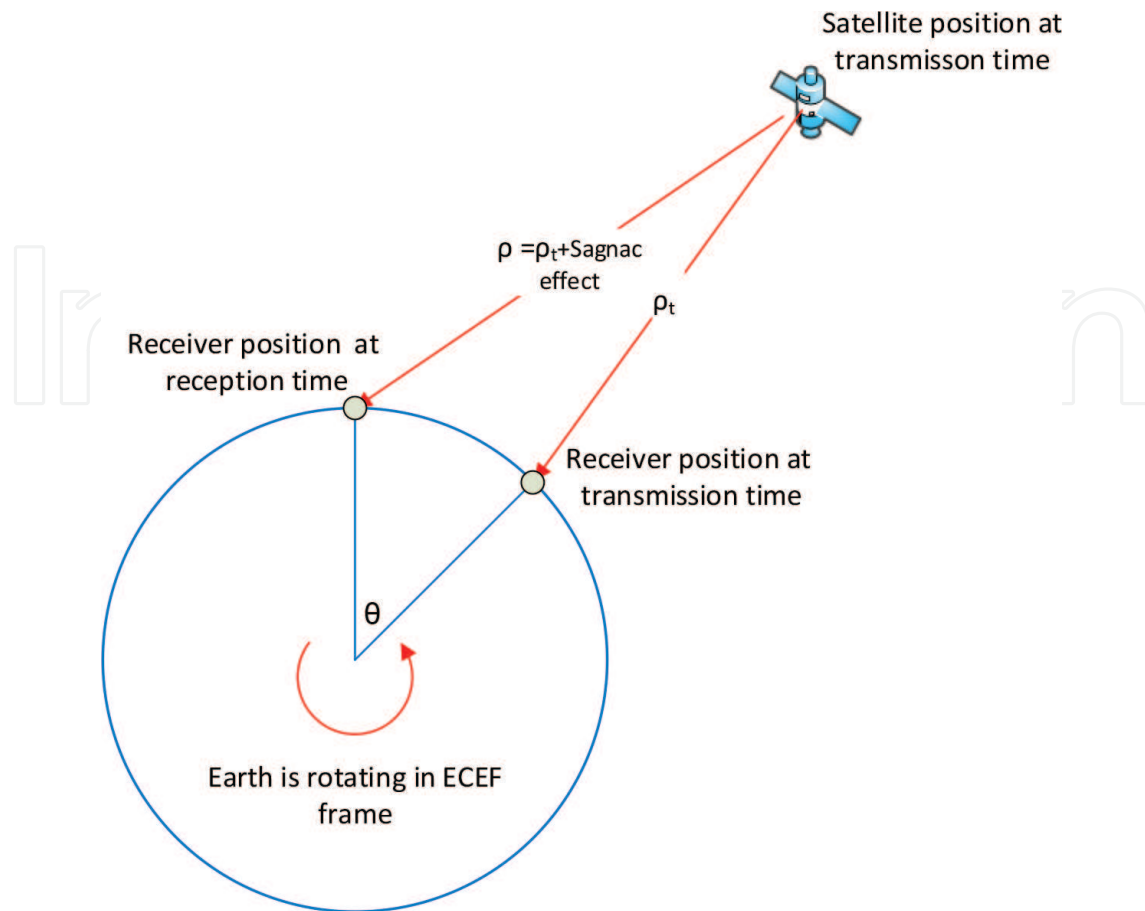 Satellite position at
transmisson time
ρ =ρt+Sagnac
effect
ρt
Receiver position at
reception time
Receiver position at
transmission time
θ
Earth is rotating in ECEF
frame